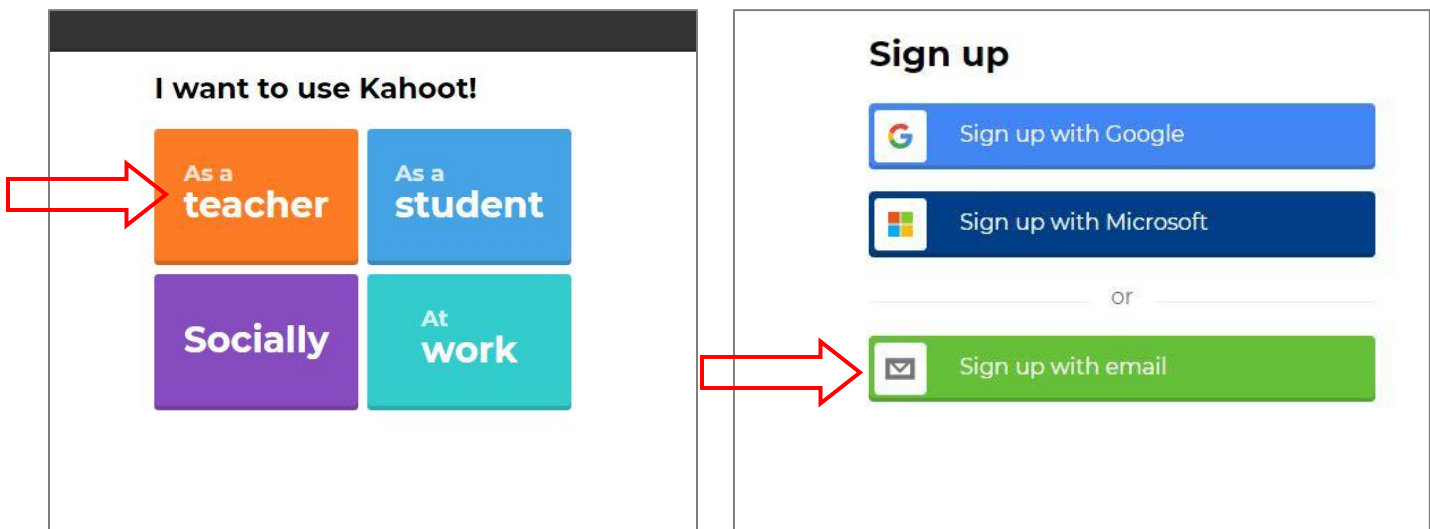 I want to use Kahoot!
As a
teacher
As a
student
Socially
At
work
Sign up
Sign up with Google
Sign up with Microsoft
or
Sign up with email